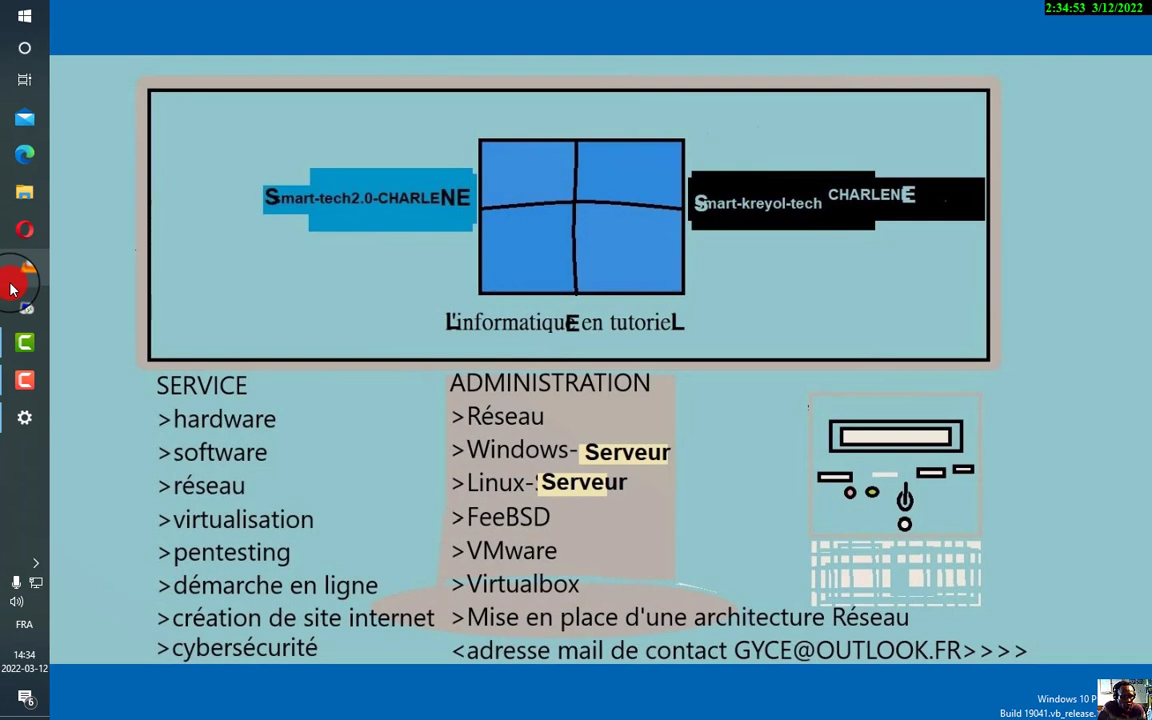 2:34:53 3/12/2022
Smart-tech2.0-CHARLENE
Smart-kreyol-tech CHARLENE
L'informatiquE en tutorieL
SERVICE
>hardware
>software
>réseau
>virtualisation
>pentesting
>démarche en ligne
>création de site internet
>cybersécurité
ADMINISTRATION
>Réseau
>Windows- Serveur
>Linux- Serveur
>FeeBSD
>VMware
>Virtualbox
>Mise en place d'une architecture Réseau
<adresse mail de contact GYCE@OUTLOOK.FR>>>>
FRA
14:34
2022-03-12
6
Windows 10 P
Build 19041.vb_release.